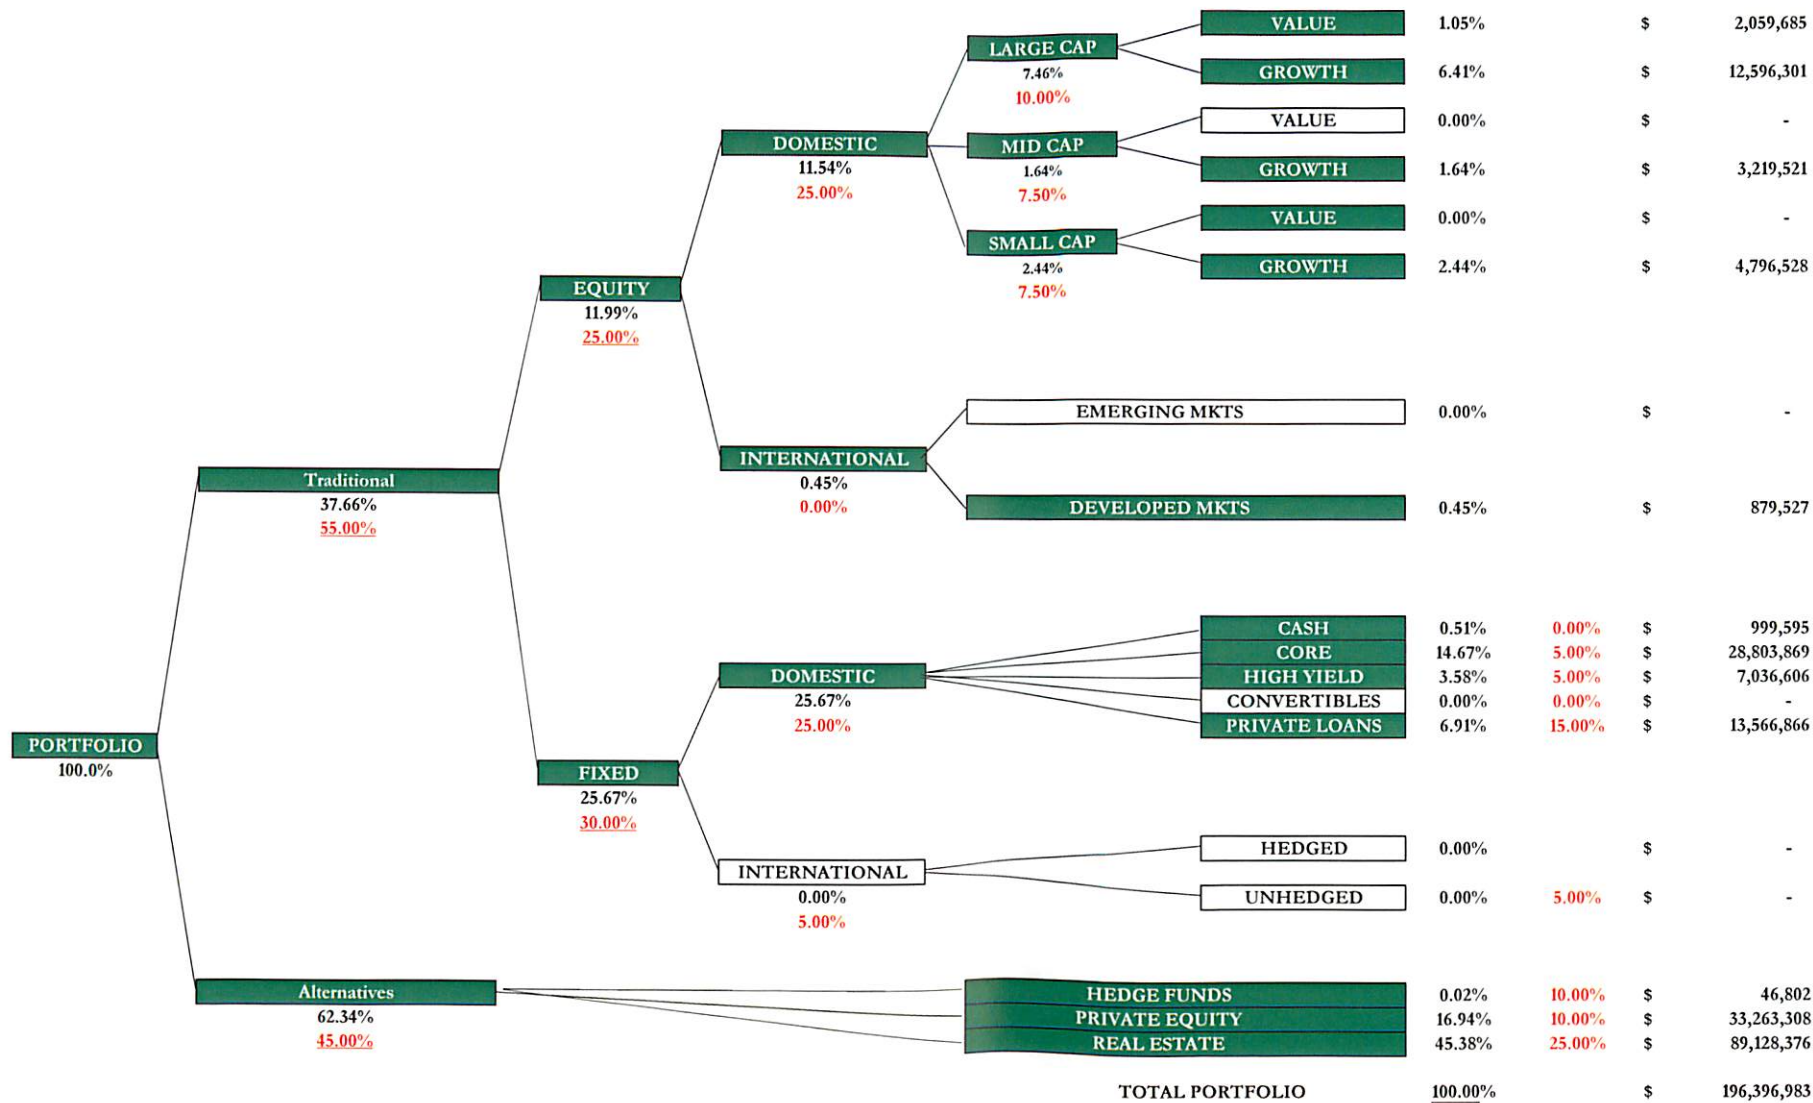 VALUE 1.05% $ 2,059,685
LARGE CAP
7.46%
10.00%
GROWTH 6.41% $ 12,596,301
VALUE 0.00% $ -
DOMESTIC
11.54%
25.00%
MID CAP
1.64%
7.50%
GROWTH 1.64% $ 3,219,521
VALUE 0.00% $ -
SMALL CAP
2.44%
7.50%
GROWTH 2.44% $ 4,796,528
EQUITY
11.99%
25.00%
EMERGING MKTS 0.00% $ -
INTERNATIONAL
0.45%
0.00%
DEVELOPED MKTS 0.45% $ 879,527
Traditional
37.66%
55.00%
CASH 0.51% 0.00% $ 999,595
CORE 14.67% 5.00% $ 28,803,869
HIGH YIELD 3.58% 5.00% $ 7,036,606
CONVERTIBLES 0.00% 0.00% $ -
PRIVATE LOANS 6.91% 15.00% $ 13,566,866
DOMESTIC
25.67%
25.00%
PORTFOLIO
100.0%
FIXED
25.67%
30.00%
HEDGED 0.00% $ -
INTERNATIONAL
0.00%
5.00%
UNHEDGED 0.00% 5.00% $ -
Alternatives
62.34%
45.00%
HEDGE FUNDS 0.02% 10.00% $ 46,802
PRIVATE EQUITY 16.94% 10.00% $ 33,263,308
REAL ESTATE 45.38% 25.00% $ 89,128,376
TOTAL PORTFOLIO 100.00% $ 196,396,983